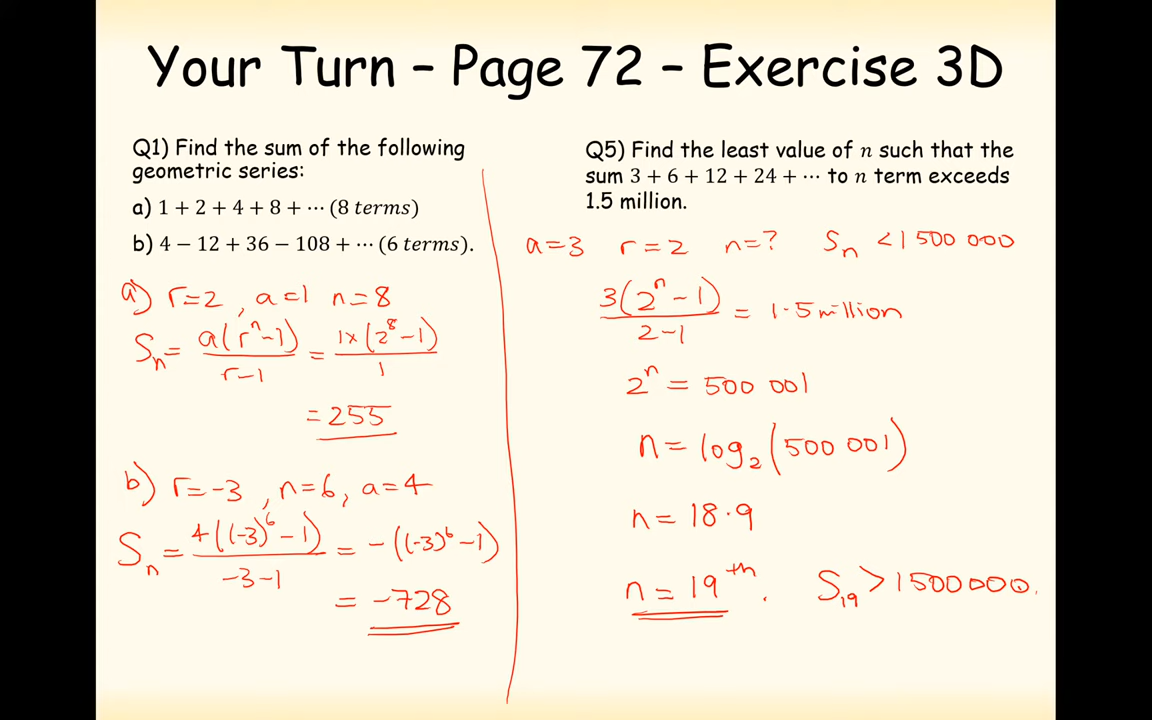 Your Turn – Page 72 – Exercise 3D
Q1) Find the sum of the following
geometric series:
a) 1 + 2 + 4 + 8 + ⋯ (8 terms)
b) 4 − 12 + 36 − 108 + ⋯ (6 terms).
a) r=2 , a=1 n=8
Sₙ = a(rⁿ−1)/(r−1) = 1×(2⁸−1)/1
= 255
b) r=-3 , n=6, a=4
Sₙ = 4((-3)⁶−1)/(-3−1) = −((-3)⁶−1)
= −728
Q5) Find the least value of n such that the
sum 3 + 6 + 12 + 24 + ⋯ to n term exceeds
1.5 million.
a=3 r=2 n=? Sₙ <1 500 000
3(2ⁿ−1)/(2−1) = 1.5 million
2ⁿ = 500 001
n = log₂(500 001)
n = 18.9
n = 19ᵗʰ. S₁₉ > 1500000.